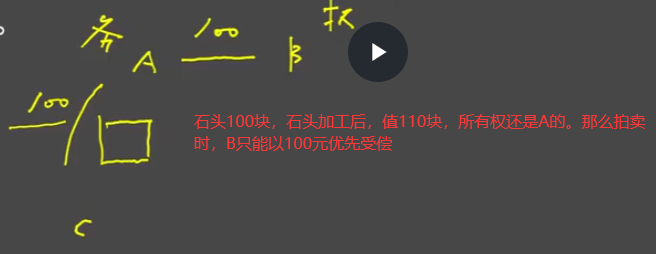 务 A 100 B 权
100
石头100块，石头加工后，值110块，所有权还是A的。那么拍卖
时，B只能以100元优先受偿
C